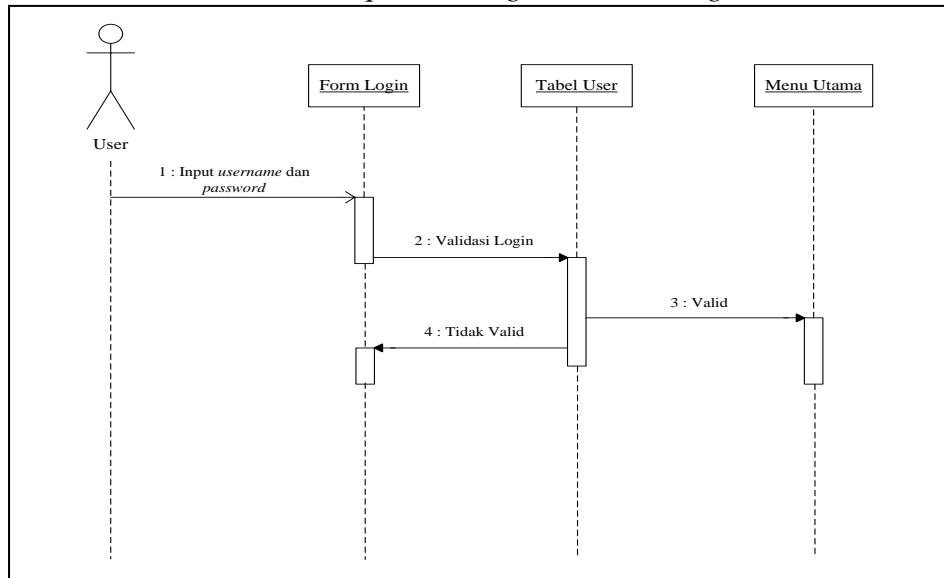 Form Login
Tabel User
Menu Utama
User
1 : Input username dan
password
2 : Validasi Login
3 : Valid
4 : Tidak Valid